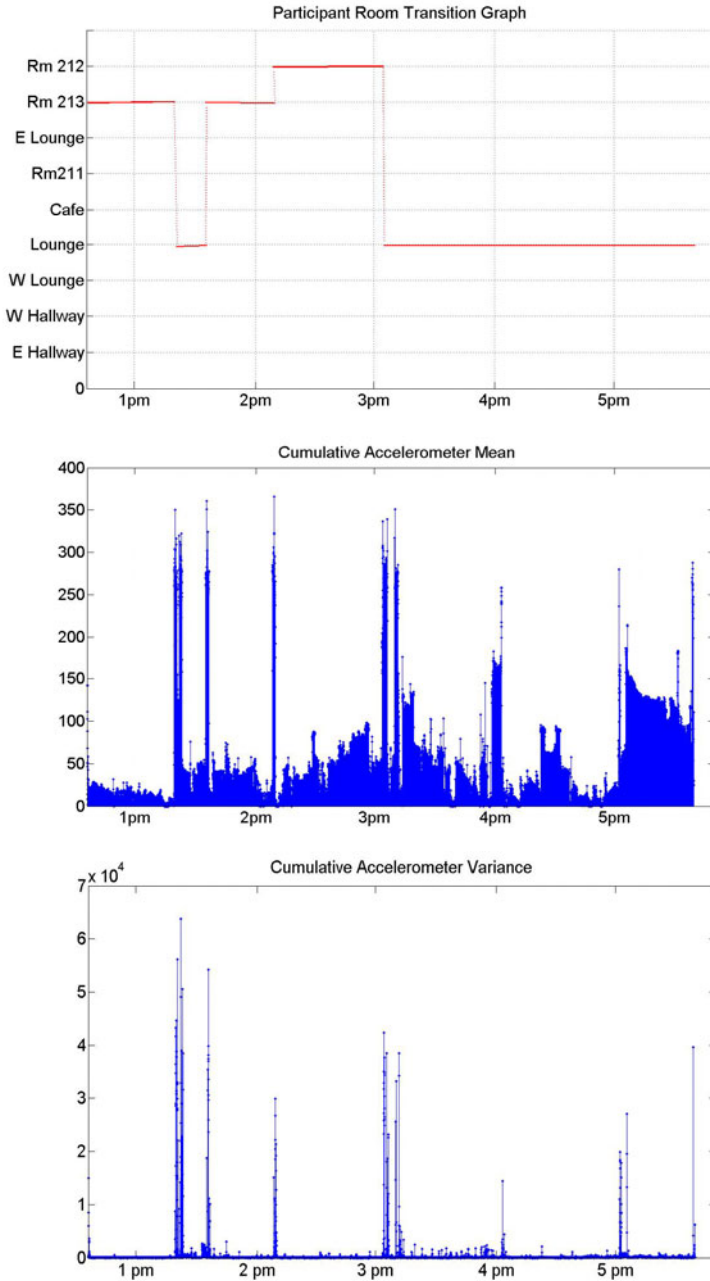 Participant Room Transition Graph
Rm 212
Rm 213
E Lounge
Rm211
Cafe
Lounge
W Lounge
W Hallway
E Hallway
0
1pm 2pm 3pm 4pm 5pm
Cumulative Accelerometer Mean
400
350
300
250
200
150
100
50
0
1pm 2pm 3pm 4pm 5pm
Cumulative Accelerometer Variance
7 x 10^4
6
5
4
3
2
1
0
1 pm 2 pm 3 pm 4 pm 5 pm